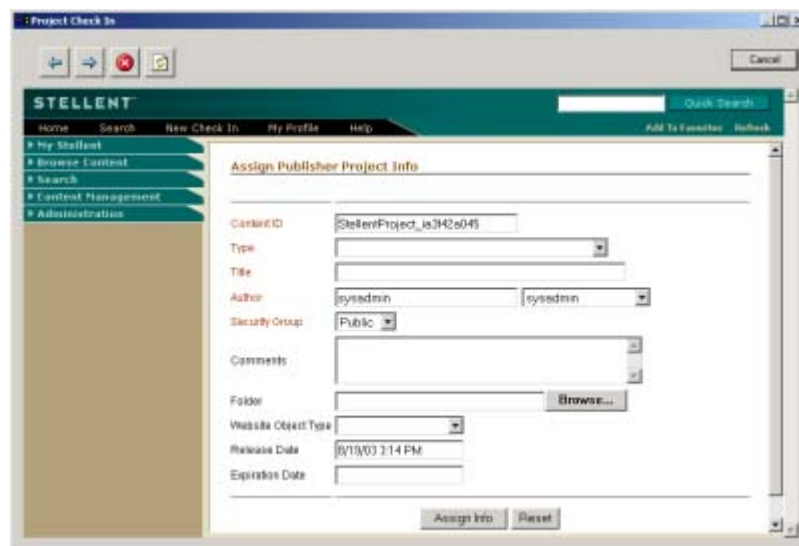 Project Check In
Cancel
STELLENT
Quick Search
Home Search New Check In My Profile Help
Add To Favorites Refresh
My Stellent
Browse Content
Search
Content Management
Administration
Assign Publisher Project Info
Content ID StellentProject_ia3f42a045
Type
Title
Author sysadmin sysadmin
Security Group Public
Comments
Folder Browse...
Website Object Type
Release Date 8/19/03 3:14 PM
Expiration Date
Assign Info Reset